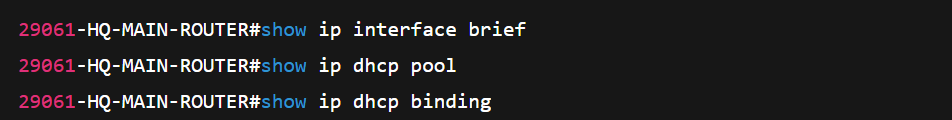 29061-HQ-MAIN-ROUTER#show ip interface brief
29061-HQ-MAIN-ROUTER#show ip dhcp pool
29061-HQ-MAIN-ROUTER#show ip dhcp binding